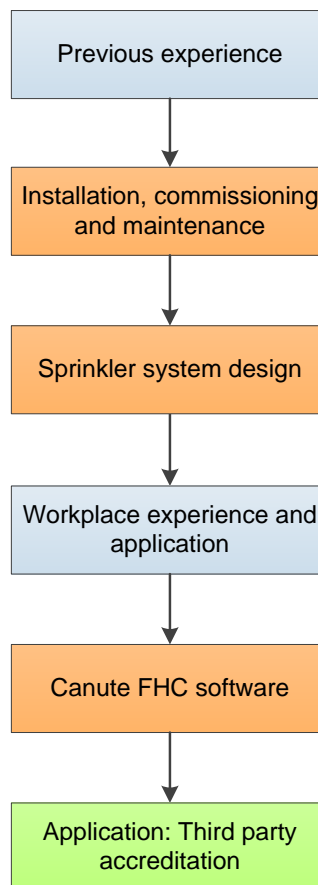 Previous experience
Installation, commissioning
and maintenance
Sprinkler system design
Workplace experience and
application
Canute FHC software
Application: Third party
accreditation